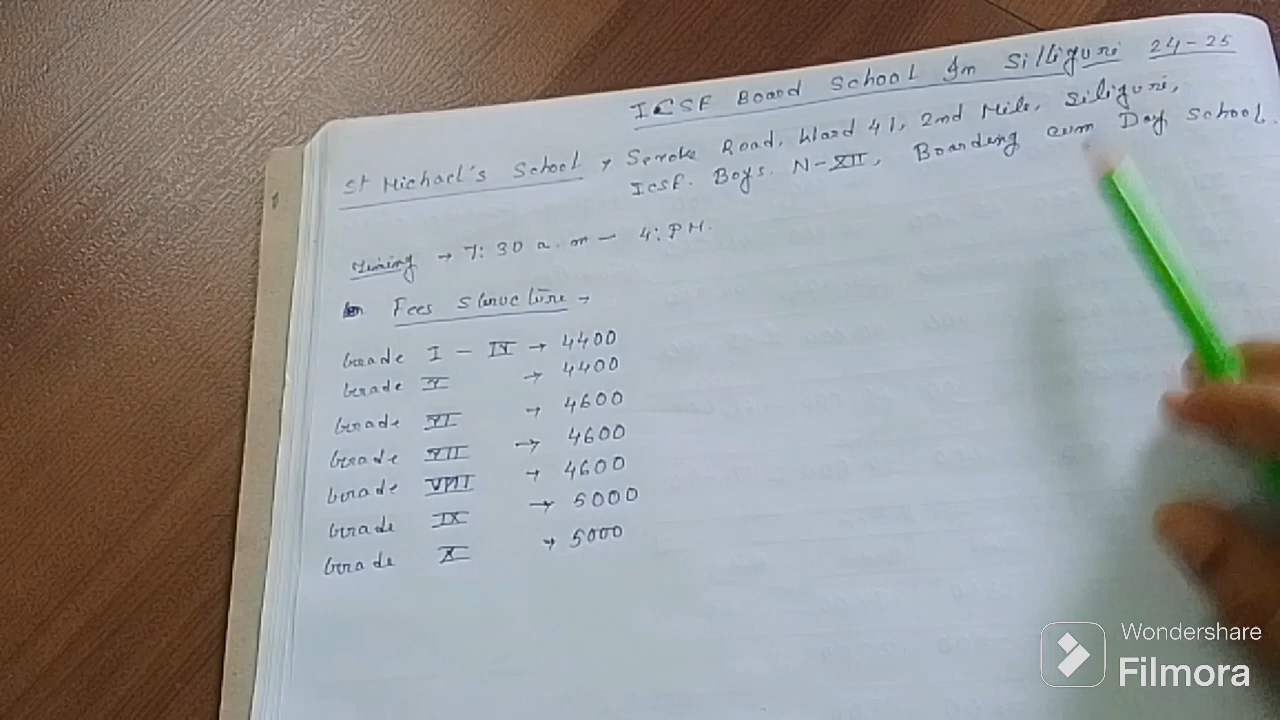 ICSE Board School In Silliguri 24-25
St Michael's School → Sevoke Road, Ward 41, 2nd Mile, Siliguri,
ICSE. Boys. N-XII, Boarding cum Day School.
Timing → 7:30 a.m - 4:PM.
Fees Structure →
Grade I - IV → 4400
Grade V → 4400
Grade VI → 4600
Grade VII → 4600
Grade VIII → 4600
Grade IX → 5000
Grade X → 5000
Wondershare
Filmora